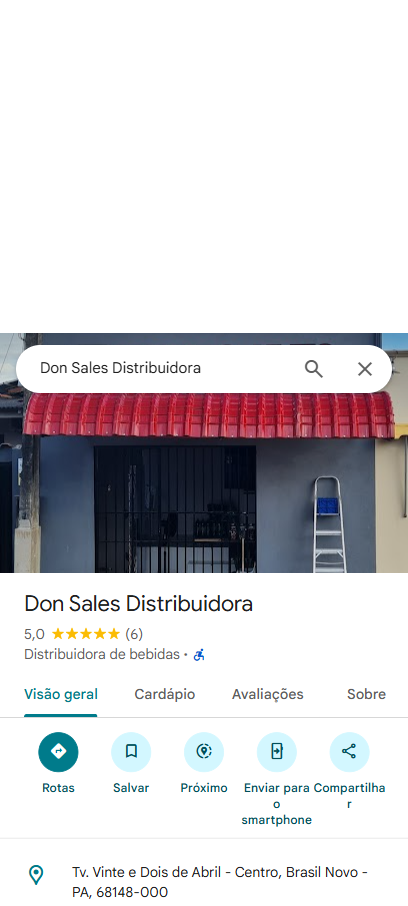 Don Sales Distribuidora
Don Sales Distribuidora
5,0 (6)
Distribuidora de bebidas ·
Visão geral Cardápio Avaliações Sobre
Rotas Salvar Próximo Enviar para o smartphone Compartilhar
Tv. Vinte e Dois de Abril - Centro, Brasil Novo -
PA, 68148-000